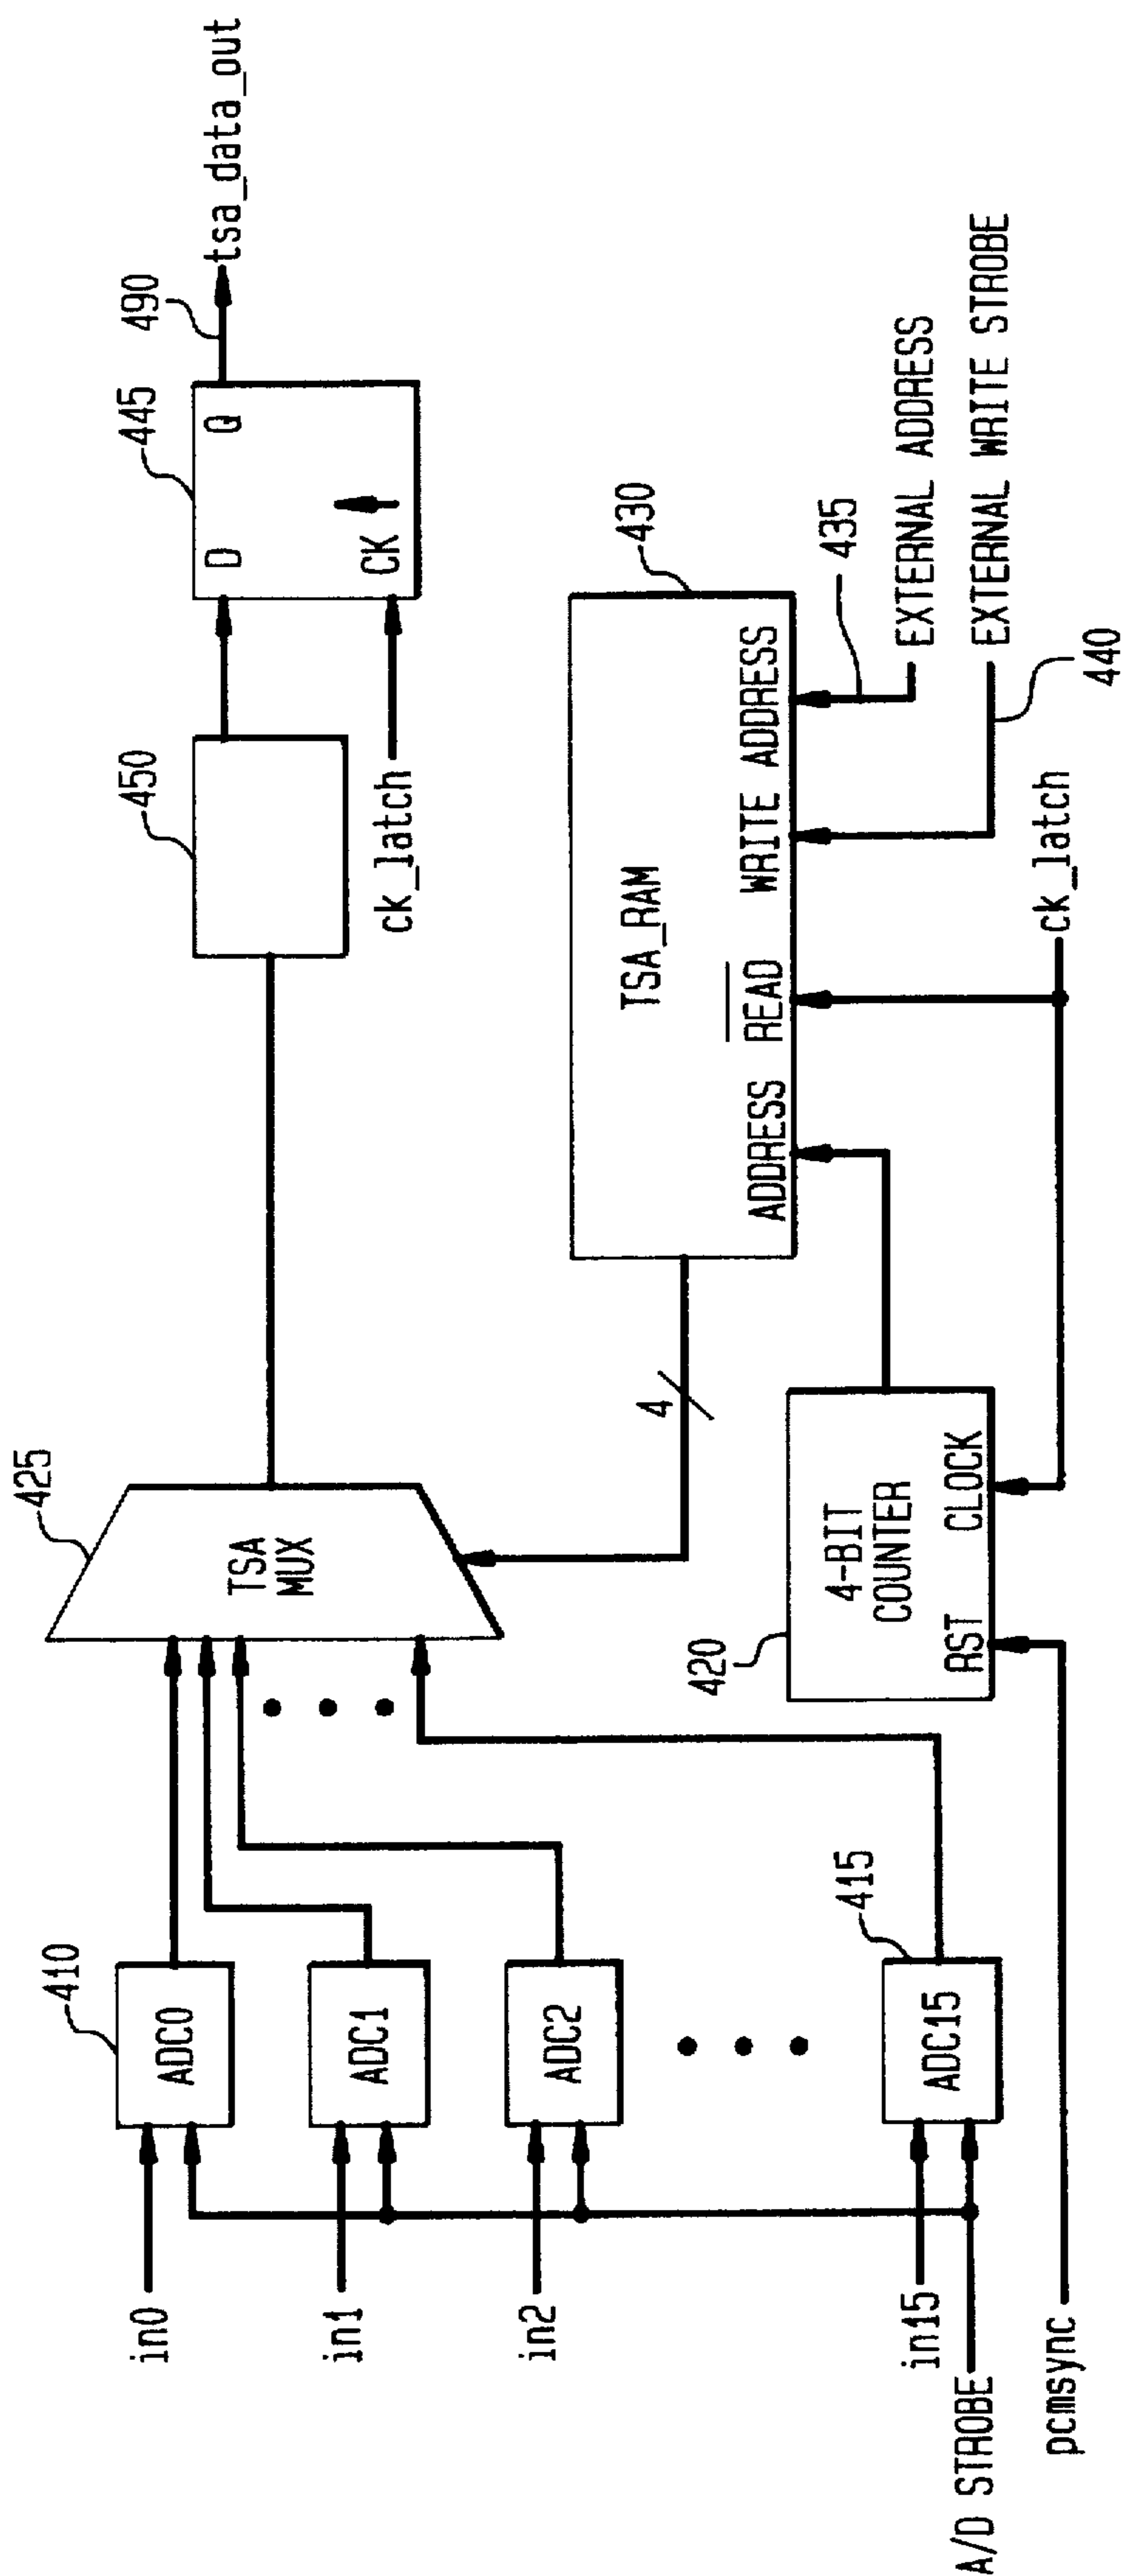 in0
in1
in2
in15
A/D STROBE
pcmsync
410
ADC0
ADC1
ADC2
415
ADC15
425
TSA
MUX
420
4-BIT
COUNTER
RST
CLOCK
4
430
TSA_RAM
ADDRESS
READ
WRITE ADDRESS
435
EXTERNAL ADDRESS
EXTERNAL WRITE STROBE
440
ck_latch
450
ck_latch
445
D
Q
CK
490
tsa_data_out